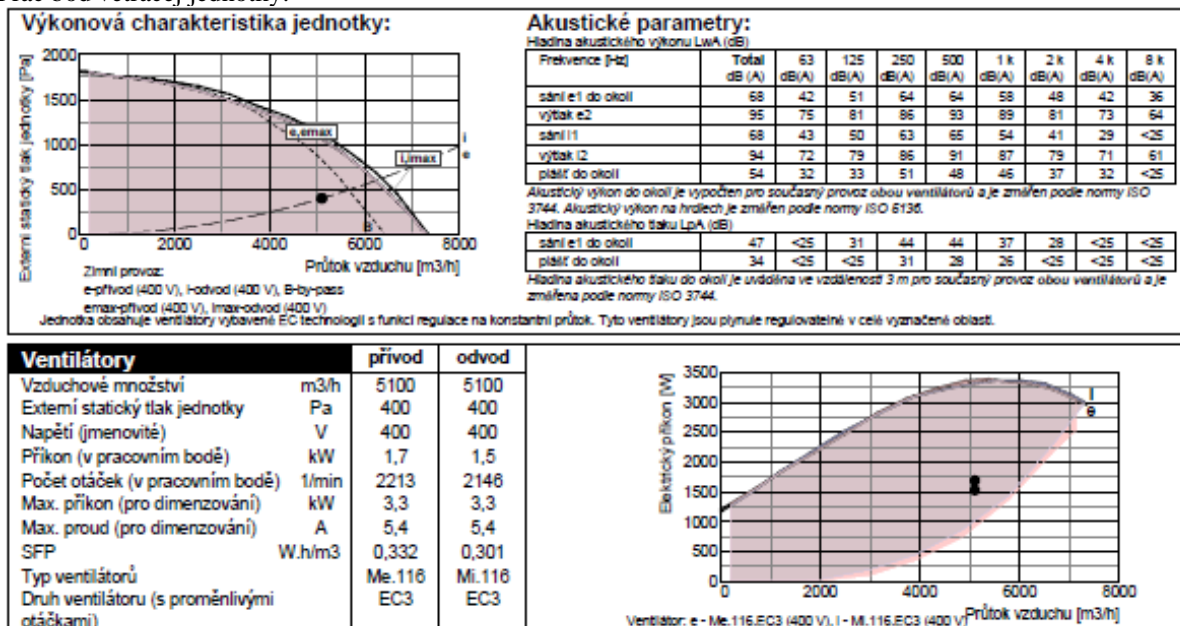 Výkonová charakteristika jednotky:
Externí statický tlak jednotky [Pa]
2000
1500
1000
500
0
e,emax
i,imax
i
e
B
0 2000 4000 6000 8000
Průtok vzduchu [m3/h]
Zimní provoz:
e-přívod (400 V), i-odvod (400 V), B-by-pass
emax-přívod (400 V), imax-odvod (400 V)
Akustické parametry:
Hladina akustického výkonu LwA (dB)
Frekvence [Hz] Total 63 125 250 500 1 k 2 k 4 k 8 k
dB (A) dB(A) dB(A) dB(A) dB(A) dB(A) dB(A) dB(A) dB(A)
sání e1 do okolí 68 42 51 64 64 58 48 42 36
výtlak e2 95 75 81 86 93 89 81 73 64
sání i1 68 43 50 63 65 54 41 29 <25
výtlak i2 94 72 79 86 91 87 79 71 61
plášť do okolí 54 32 33 51 48 46 37 32 <25
Akustický výkon do okolí je vypočten pro současný provoz obou ventilátorů a je změřen podle normy ISO
3744. Akustický výkon na hrdlech je změřen podle normy ISO 5136.
Hladina akustického tlaku LpA (dB)
sání e1 do okolí 47 <25 31 44 44 37 28 <25 <25
plášť do okolí 34 <25 <25 31 28 26 <25 <25 <25
Hladina akustického tlaku do okolí je uváděna ve vzdálenosti 3 m pro současný provoz obou ventilátorů a je
změřena podle normy ISO 3744.
Jednotka obsahuje ventilátory vybavené EC technologií s funkcí regulace na konstantní průtok. Tyto ventilátory jsou plynule regulovatelné v celé vyznačené oblasti.
Ventilátory přívod odvod
Vzduchové množství m3/h 5100 5100
Externí statický tlak jednotky Pa 400 400
Napětí (jmenovité) V 400 400
Příkon (v pracovním bodě) kW 1,7 1,5
Počet otáček (v pracovním bodě) 1/min 2213 2146
Max. příkon (pro dimenzování) kW 3,3 3,3
Max. proud (pro dimenzování) A 5,4 5,4
SFP W.h/m3 0,332 0,301
Typ ventilátorů Me.116 Mi.116
Druh ventilátoru (s proměnlivými EC3 EC3
otáčkami)
Elektrický příkon [W]
3500
3000
2500
2000
1500
1000
500
0
i
e
0 2000 4000 6000 8000
Průtok vzduchu [m3/h]
Ventilátor: e - Me.116.EC3 (400 V), i - Mi.116.EC3 (400 V)